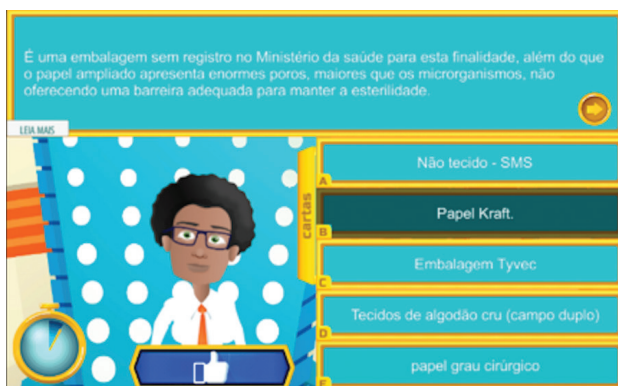 É uma embalagem sem registro no Ministério da saúde para esta finalidade, além do que
o papel ampliado apresenta enormes poros, maiores que os microrganismos, não
oferecendo uma barreira adequada para manter a esterilidade.
LEIA MAIS
cartas
Não tecido - SMS
A
Papel Kraft.
B
Embalagem Tyvec
C
Tecidos de algodão cru (campo duplo)
D
papel grau cirúrgico
E